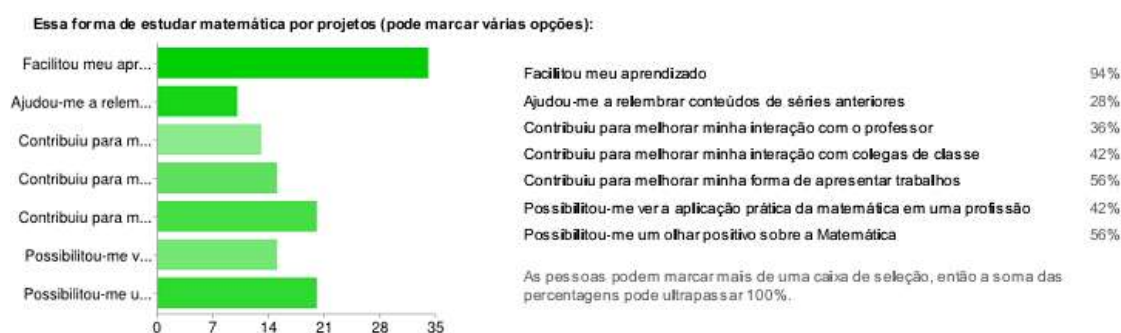 Essa forma de estudar matemática por projetos (pode marcar várias opções):
Facilitou meu apr...
Ajudou-me a relem...
Contribuiu para m...
Contribuiu para m...
Contribuiu para m...
Possibilitou-me v...
Possibilitou-me u...
0 7 14 21 28 35
Facilitou meu aprendizado 94%
Ajudou-me a relembrar conteúdos de séries anteriores 28%
Contribuiu para melhorar minha interação com o professor 36%
Contribuiu para melhorar minha interação com colegas de classe 42%
Contribuiu para melhorar minha forma de apresentar trabalhos 56%
Possibilitou-me ver a aplicação prática da matemática em uma profissão 42%
Possibilitou-me um olhar positivo sobre a Matemática 56%
As pessoas podem marcar mais de uma caixa de seleção, então a soma das
percentagens pode ultrapassar 100%.